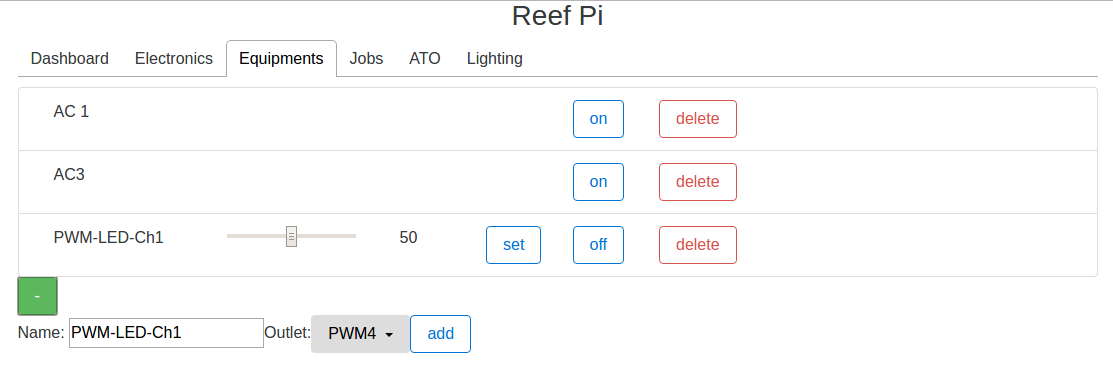 Reef Pi
Dashboard Electronics Equipments Jobs ATO Lighting
AC 1 on delete
AC3 on delete
PWM-LED-Ch1 50 set off delete
-
Name: PWM-LED-Ch1 Outlet: PWM4 add